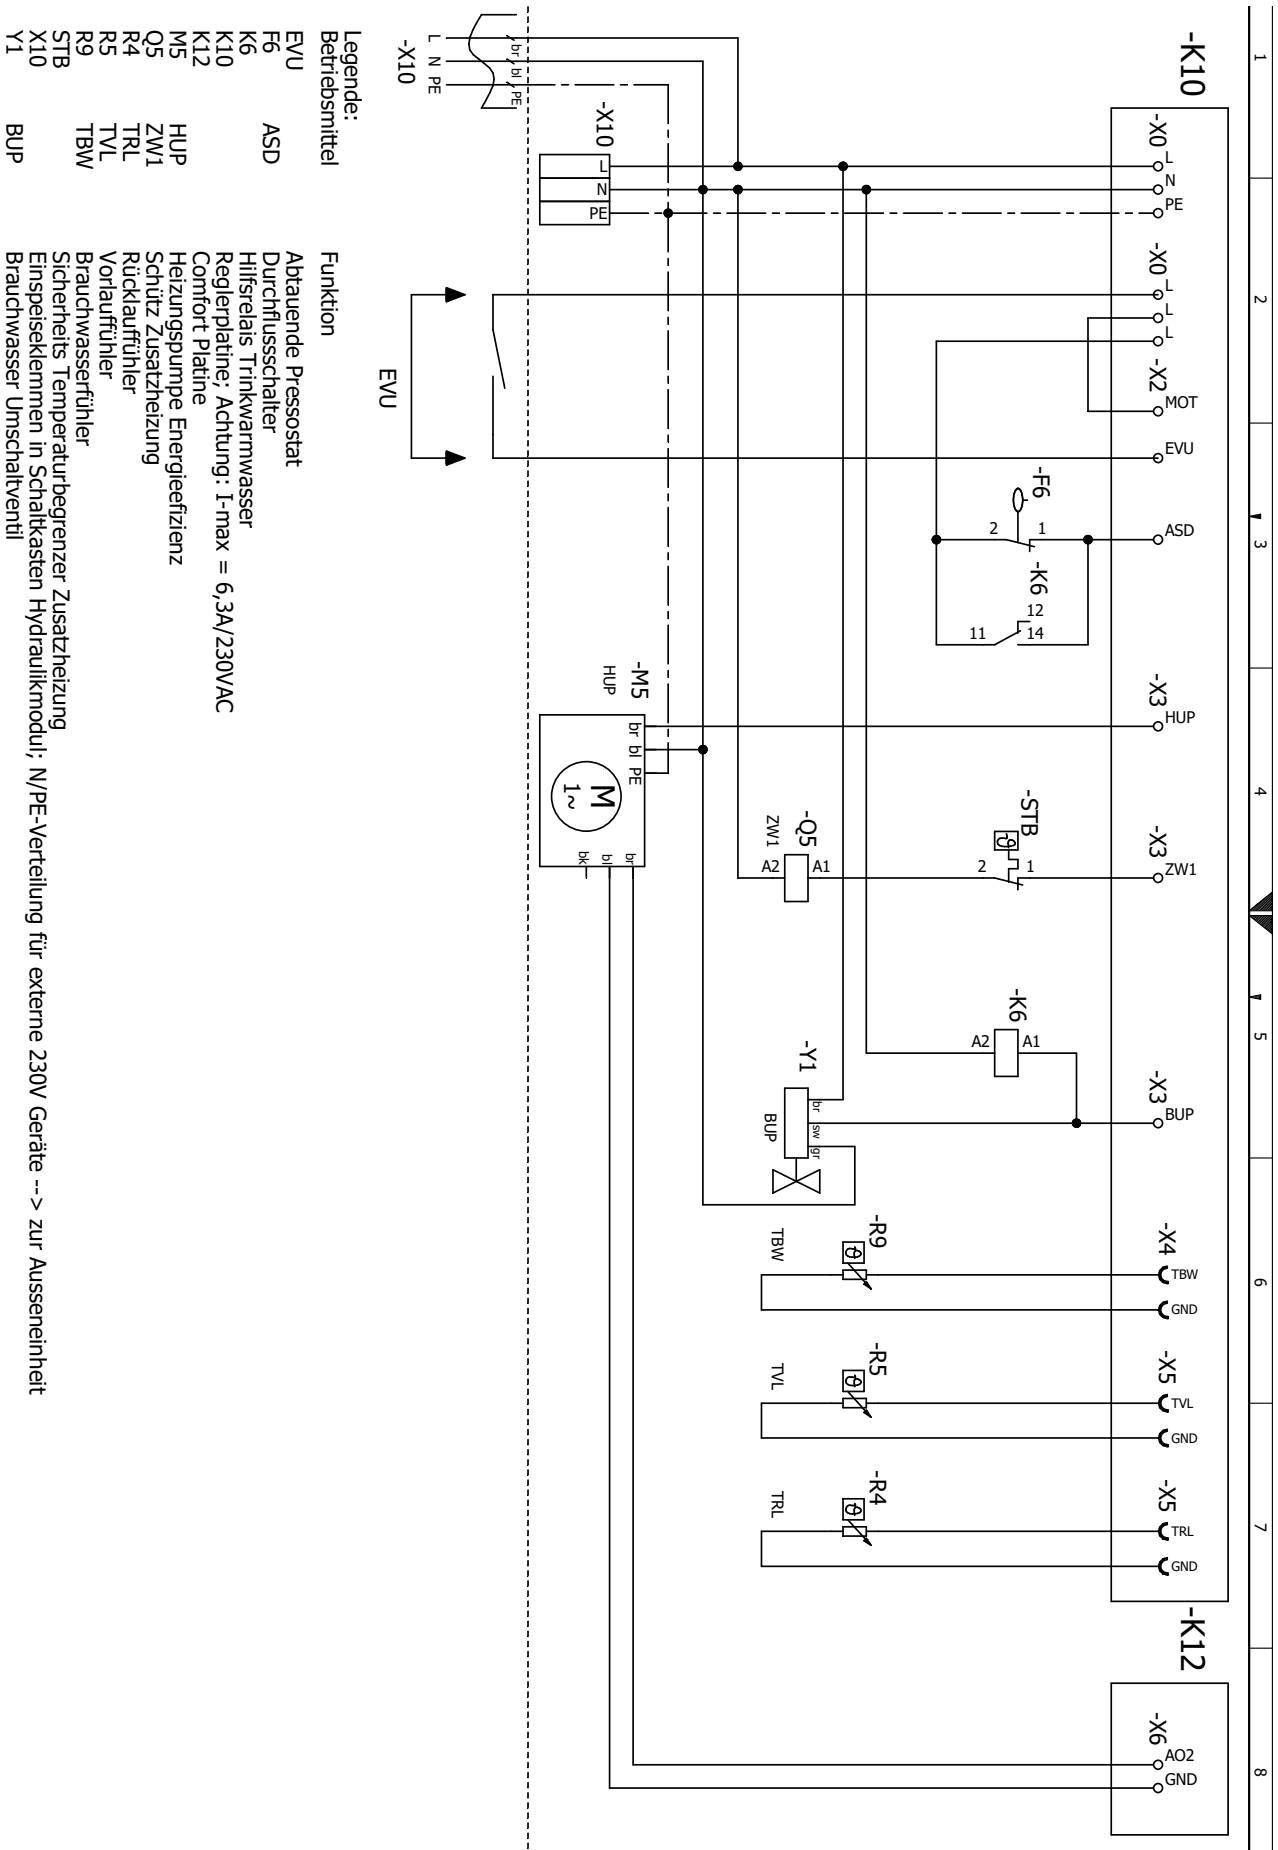 1
2
3
4
5
6
7
8
-K10
-X0
L
N
PE
-X0
L
L
L
-X2
MOT
EVU
ASD
-X3
HUP
-X3
ZW1
-X3
BUP
-X4
TBW
GND
-X5
TVL
GND
-X5
TRL
GND
-K12
-X6
AO2
GND
-F6
2
1
-K6
12
11
14
-STB
ϑ
2
1
-K6
A2
A1
-Q5
ZW1
A2
A1
-Y1
BUP
br
sw
gr
-R9
TBW
ϑ
-R5
TVL
ϑ
-R4
TRL
ϑ
-M5
HUP
br
bl
PE
M
1~
bk
bl
br
-X10
L
N
PE
-X10
L
N
PE
br
bl
PE
EVU
Legende:
Betriebsmittel Funktion
EVU Abtauende Pressostat
F6 ASD Durchflussschalter
K6 Hilfsrelais Trinkwarmwasser
K10 Reglerplatine; Achtung: I-max = 6,3A/230VAC
K12 Comfort Platine
M5 HUP Heizungspumpe Energieefizienz
Q5 ZW1 Schütz Zusatzheizung
R4 TRL Rücklauffühler
R5 TVL Vorlauffühler
R9 TBW Brauchwasserfühler
STB Sicherheits Temperaturbegrenzer Zusatzheizung
X10 Einspeiseklemmen in Schaltkasten Hydraulikmodul; N/PE-Verteilung für externe 230V Geräte --> zur Ausseneinheit
Y1 BUP Brauchwasser Umschaltventil